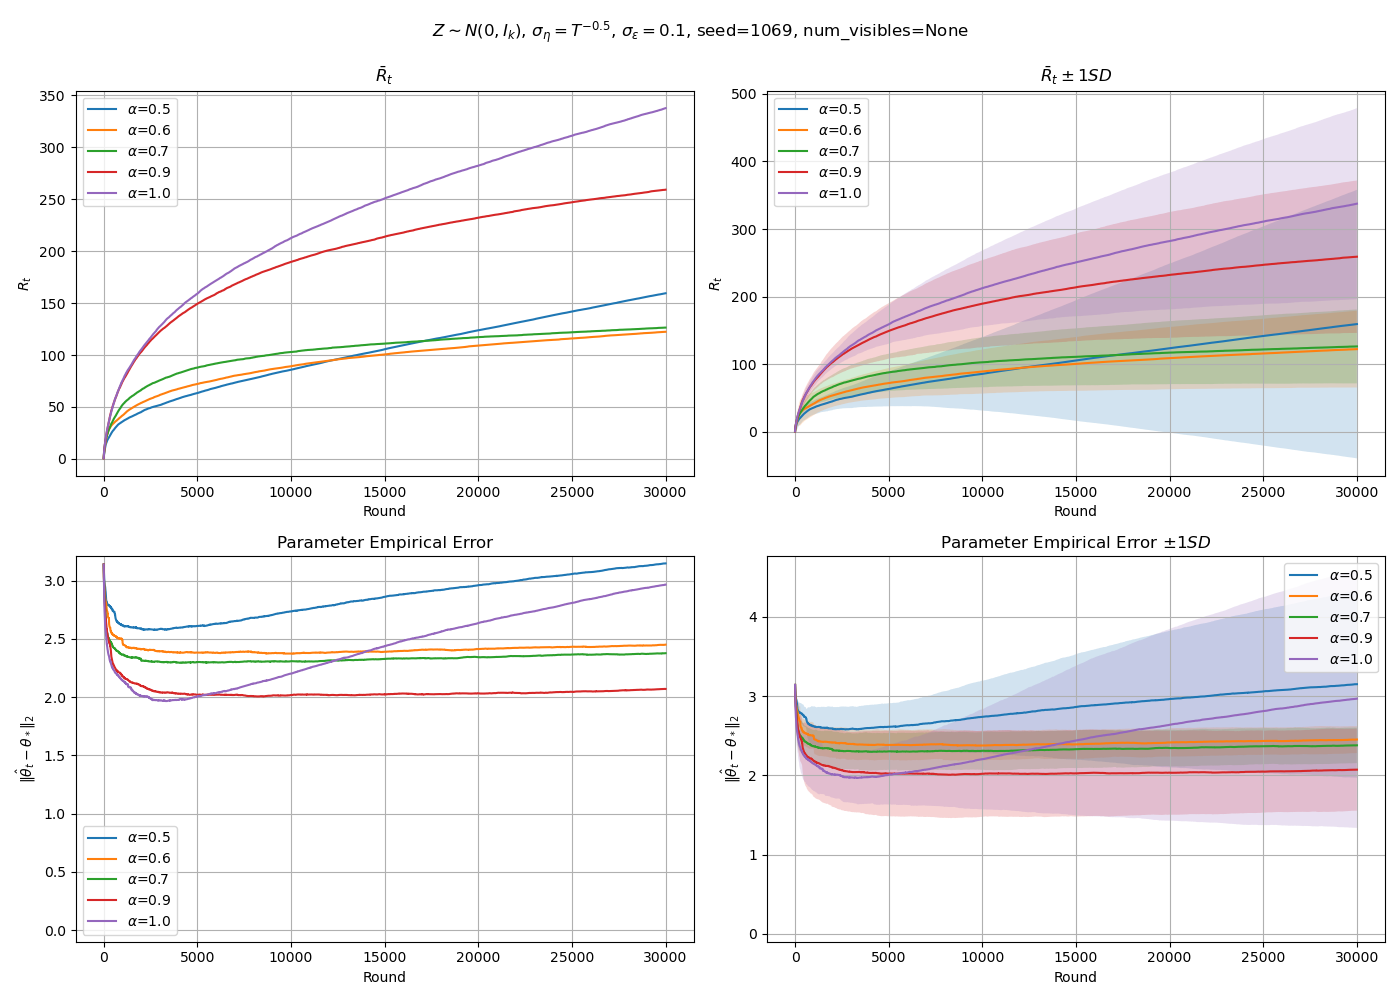 Z ∼ N(0, I_k), σ_η = T^{−0.5}, σ_ε = 0.1, seed=1069, num_visibles=None
R̄_t
R_t
350
300
250
200
150
100
50
0
α=0.5
α=0.6
α=0.7
α=0.9
α=1.0
0 5000 10000 15000 20000 25000 30000
Round
R̄_t ± 1SD
R_t
500
400
300
200
100
0
α=0.5
α=0.6
α=0.7
α=0.9
α=1.0
0 5000 10000 15000 20000 25000 30000
Round
Parameter Empirical Error
‖θ̂_t − θ_*‖_2
3.0
2.5
2.0
1.5
1.0
0.5
0.0
α=0.5
α=0.6
α=0.7
α=0.9
α=1.0
0 5000 10000 15000 20000 25000 30000
Round
Parameter Empirical Error ±1SD
‖θ̂_t − θ_*‖_2
4
3
2
1
0
α=0.5
α=0.6
α=0.7
α=0.9
α=1.0
0 5000 10000 15000 20000 25000 30000
Round